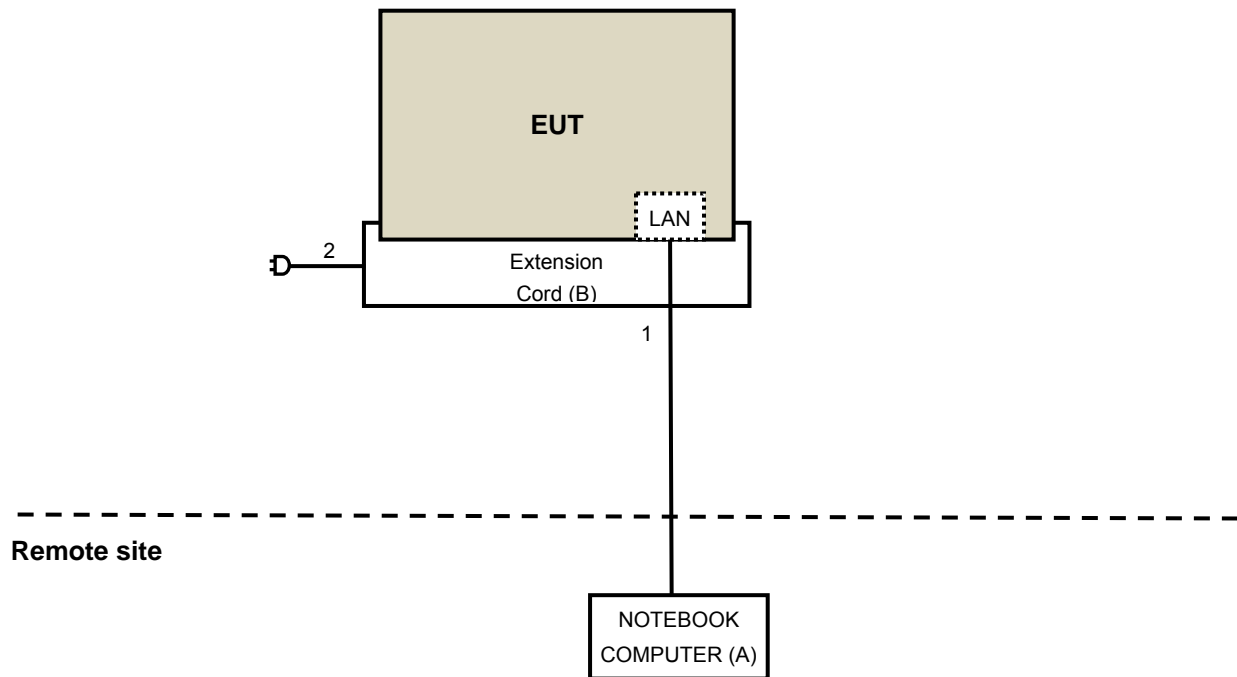 EUT
LAN
2
Extension
Cord (B)
1
Remote site
NOTEBOOK
COMPUTER (A)